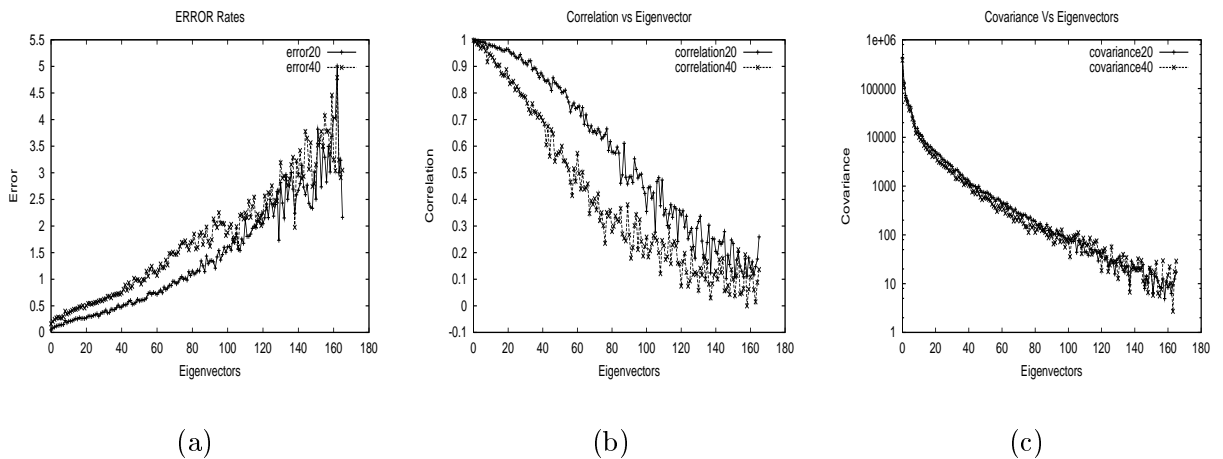 ERROR Rates
5.5
5
4.5
4
3.5
3
2.5
2
1.5
1
0.5
0
Error
error20
error40
0 20 40 60 80 100 120 140 160 180
Eigenvectors
(a)
Correlation vs Eigenvector
1
0.9
0.8
0.7
0.6
0.5
0.4
0.3
0.2
0.1
0
-0.1
Correlation
correlation20
correlation40
0 20 40 60 80 100 120 140 160 180
Eigenvectors
(b)
Covariance Vs Eigenvectors
1e+06
100000
10000
1000
100
10
1
Covariance
covariance20
covariance40
0 20 40 60 80 100 120 140 160 180
Eigenvectors
(c)